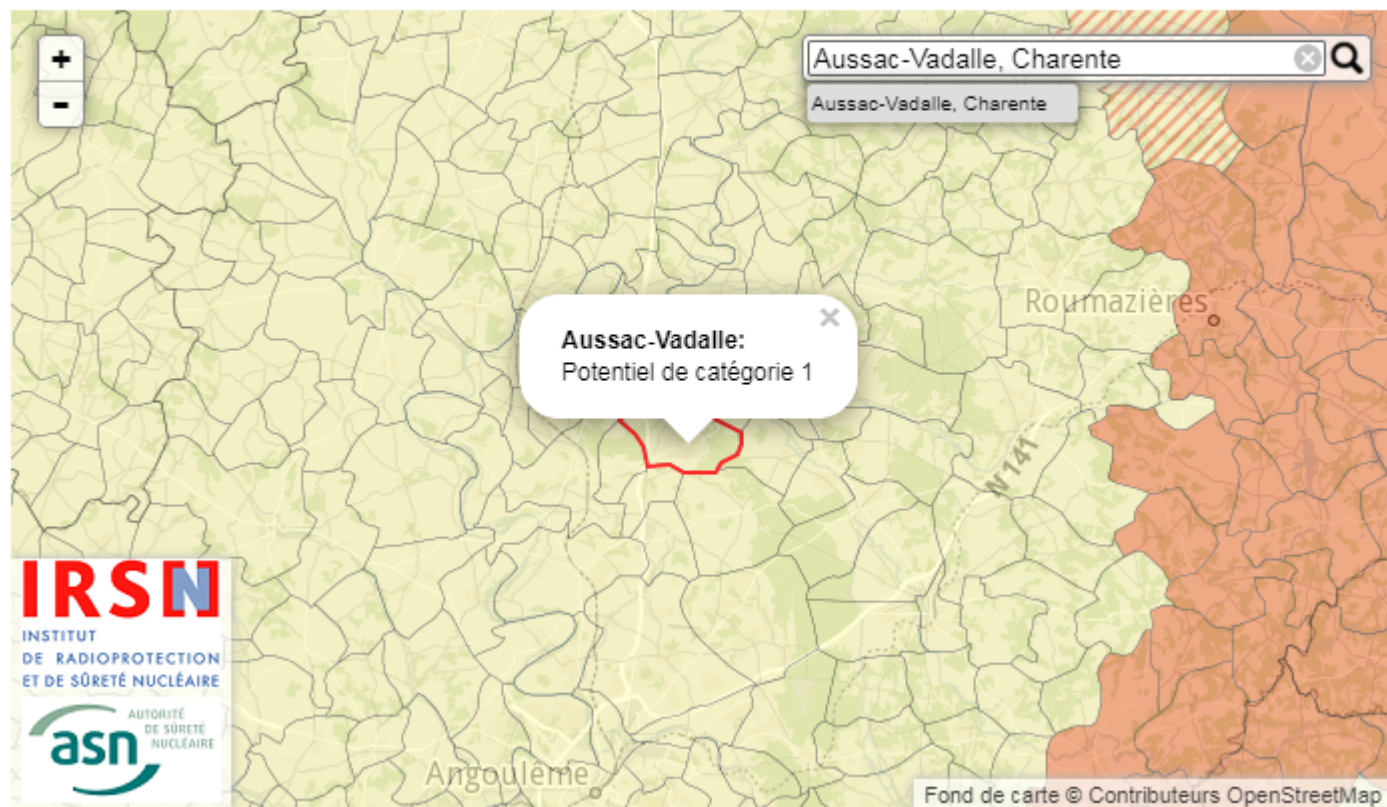 +
-
Aussac-Vadalle, Charente
Aussac-Vadalle, Charente
Roumazières
Aussac-Vadalle:
Potentiel de catégorie 1
N 141
IRSN
INSTITUT
DE RADIOPROTECTION
ET DE SÛRETÉ NUCLÉAIRE
asn
AUTORITÉ
DE SÛRETÉ
NUCLÉAIRE
Angoulême
Fond de carte © Contributeurs OpenStreetMap